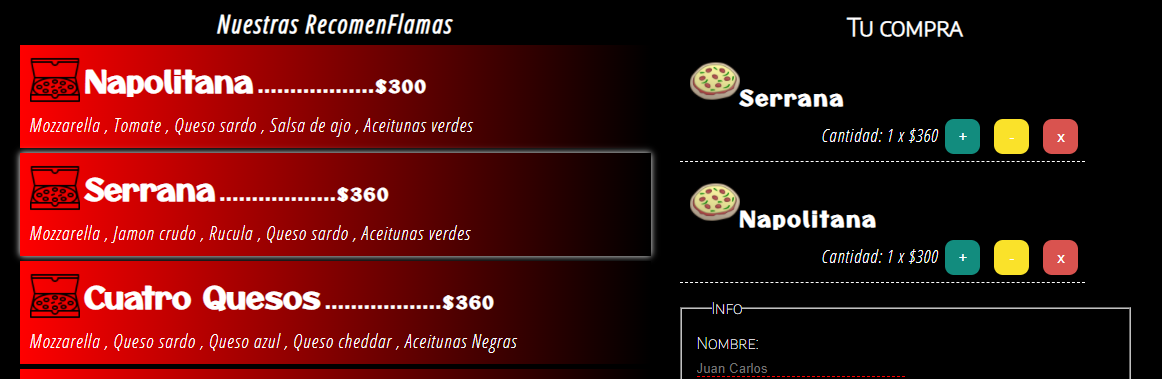 Nuestras RecomenFlamas
Napolitana ..................$300
Mozzarella , Tomate , Queso sardo , Salsa de ajo , Aceitunas verdes
Serrana ..................$360
Mozzarella , Jamon crudo , Rucula , Queso sardo , Aceitunas verdes
Cuatro Quesos ..................$360
Mozzarella , Queso sardo , Queso azul , Queso cheddar , Aceitunas Negras
Tu compra
Serrana
Cantidad: 1 x $360 + - x
Napolitana
Cantidad: 1 x $300 + - x
Info
Nombre:
Juan Carlos